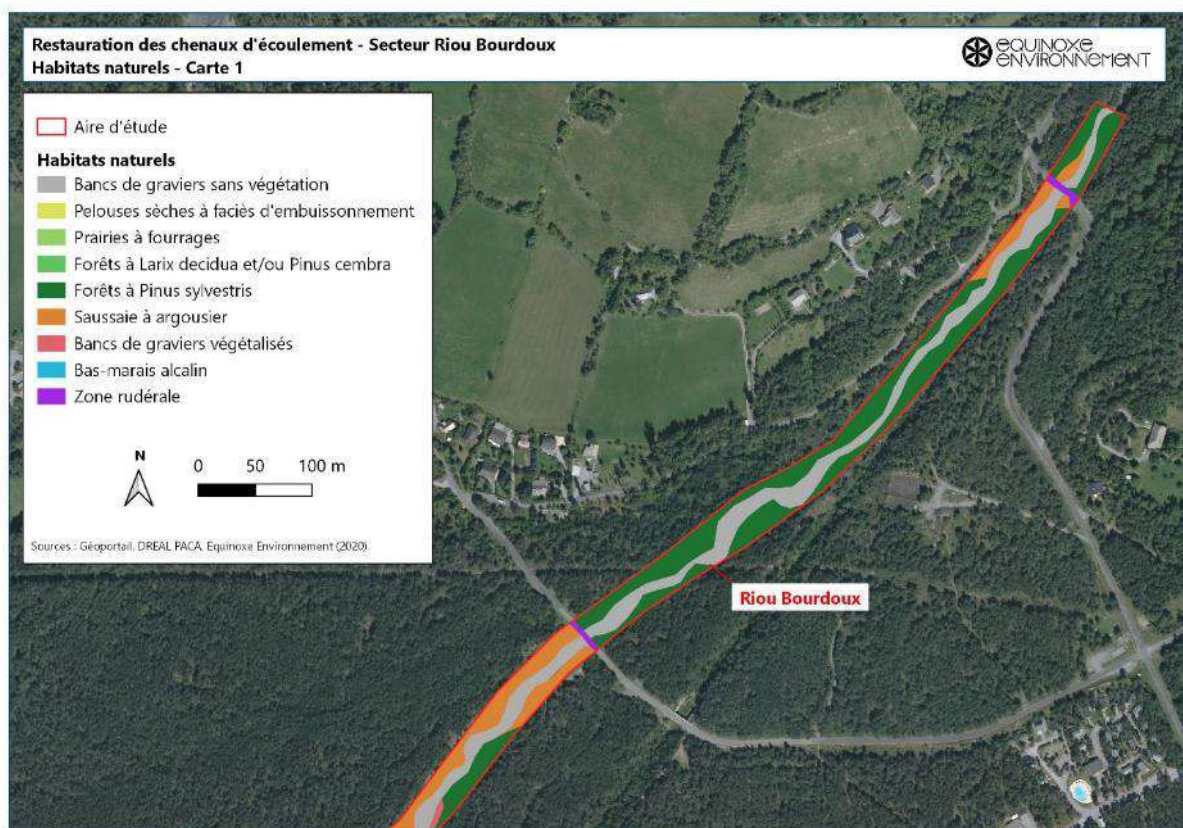 Restauration des chenaux d'écoulement - Secteur Riou Bourdoux
Habitats naturels - Carte 1
EQUINOXE
ENVIRONNEMENT
Aire d'étude
Habitats naturels
Bancs de graviers sans végétation
Pelouses sèches à faciès d'embuissonnement
Prairies à fourrages
Forêts à Larix decidua et/ou Pinus cembra
Forêts à Pinus sylvestris
Saussaie à argousier
Bancs de graviers végétalisés
Bas-marais alcalin
Zone rudérale
N
0 50 100 m
Sources : Géoportail, DREAL PACA, Equinoxe Environnement (2020)
Riou Bourdoux